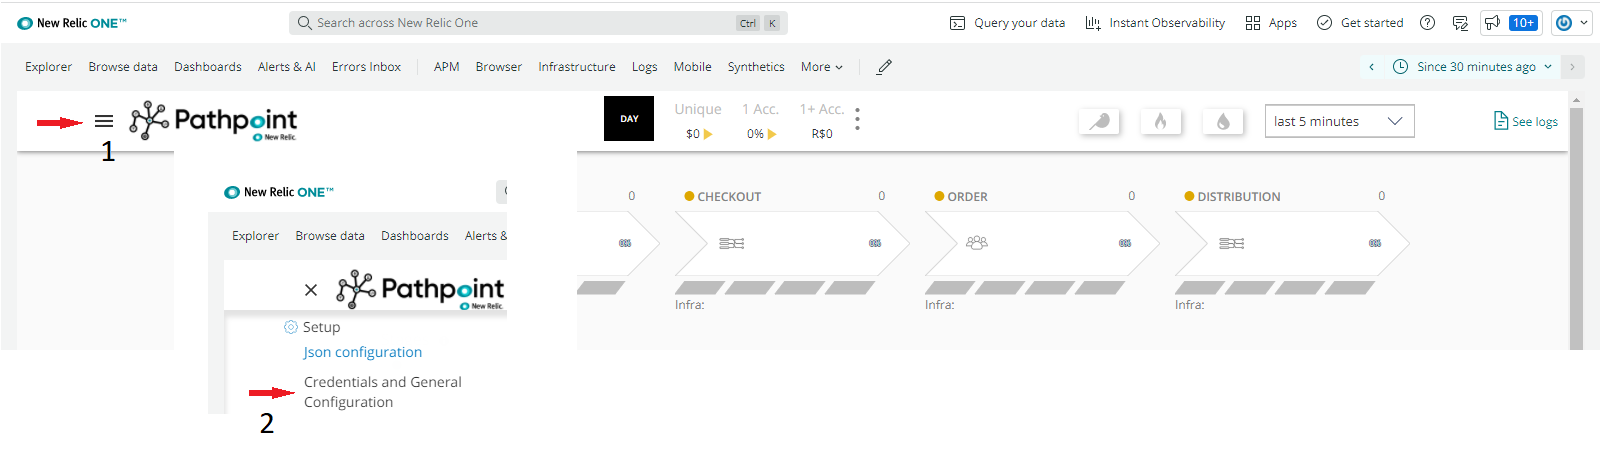 New Relic ONE™ Search across New Relic One Ctrl K Query your data Instant Observability Apps Get started 10+
Explorer Browse data Dashboards Alerts & AI Errors Inbox APM Browser Infrastructure Logs Mobile Synthetics More Since 30 minutes ago
Pathpoint DAY Unique 1 Acc. 1+ Acc. last 5 minutes See logs
New Relic. $0 0% R$0
1
New Relic ONE™ 0 CHECKOUT 0 ORDER 0 DISTRIBUTION 0
Explorer Browse data Dashboards Alerts &
0% 0% 0% 0%
Pathpoint
New Relic.
Infra: Infra: Infra:
Setup
Json configuration
Credentials and General
Configuration
2